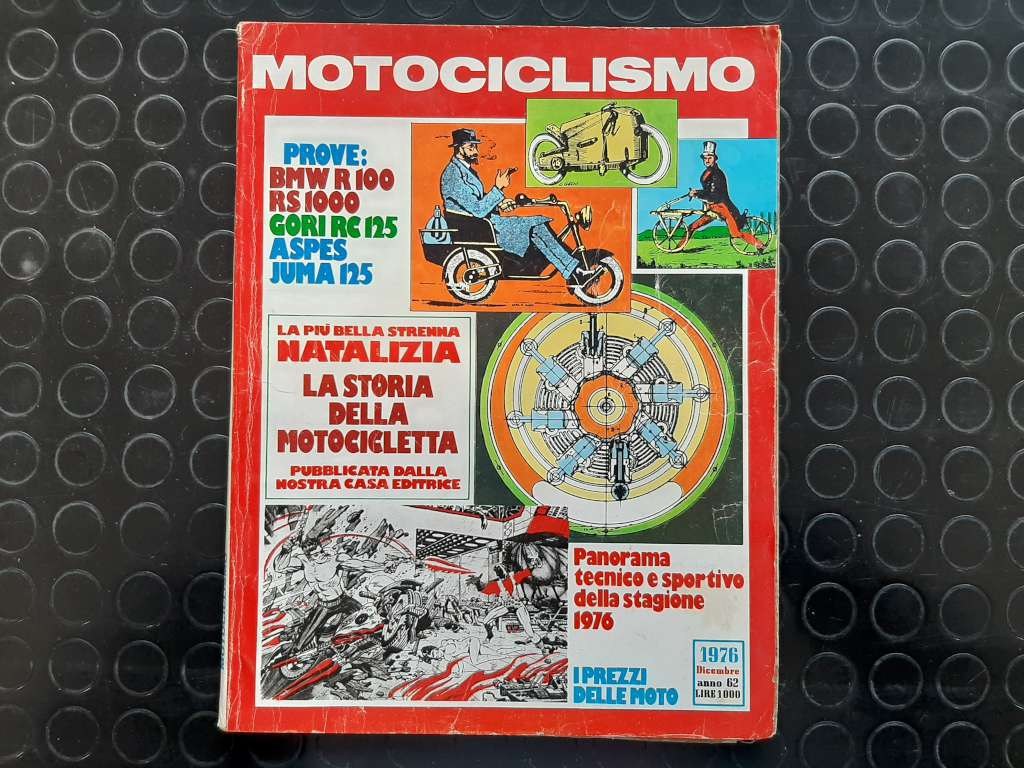 MOTOCICLISMO
PROVE:
BMW R 100
RS 1000
GORI RC 125
ASPES
JUMA 125
LA PIÚ BELLA STRENNA
NATALIZIA
LA STORIA
DELLA
MOTOCICLETTA
PUBBLICATA DALLA
NOSTRA CASA EDITRICE
Panorama
tecnico e sportivo
della stagione
1976
I PREZZI
DELLE MOTO
1976
Dicembre
anno 62
LIRE 1000